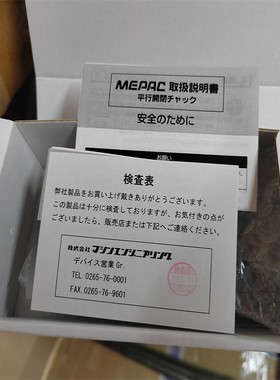 MEPAC 取扱説明書
平行開閉チャック
安全のために
お願い
検査表
弊社製品をお買い上げ戴きありがとうございます。
この製品は十分に検査しておりますが、お気付きの点が
ございましたら、販売店または下記へご連絡ください。
株式会社 マシンエンジニアリング
デバイス営業Gr.
TEL. 0265-76-0001
FAX. 0265-76-9601